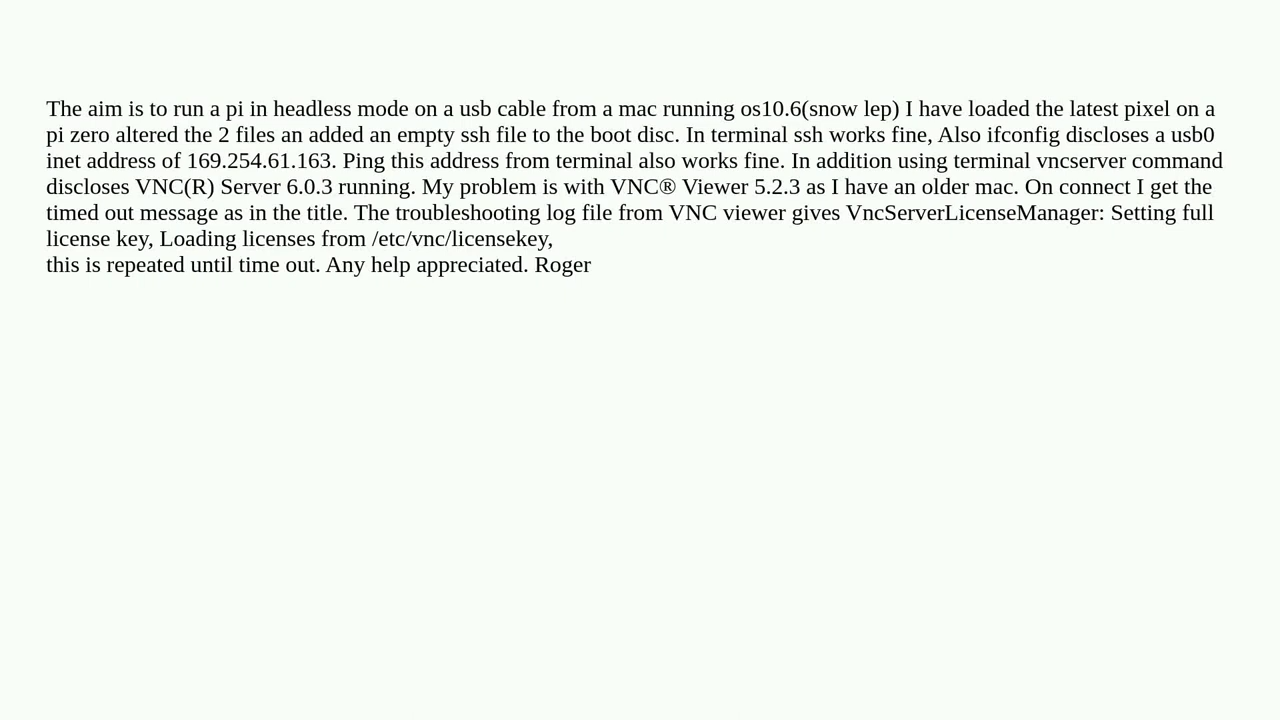 The aim is to run a pi in headless mode on a usb cable from a mac running os10.6(snow lep) I have loaded the latest pixel on a
pi zero altered the 2 files an added an empty ssh file to the boot disc. In terminal ssh works fine, Also ifconfig discloses a usb0
inet address of 169.254.61.163. Ping this address from terminal also works fine. In addition using terminal vncserver command
discloses VNC(R) Server 6.0.3 running. My problem is with VNC® Viewer 5.2.3 as I have an older mac. On connect I get the
timed out message as in the title. The troubleshooting log file from VNC viewer gives VncServerLicenseManager: Setting full
license key, Loading licenses from /etc/vnc/licensekey,
this is repeated until time out. Any help appreciated. Roger